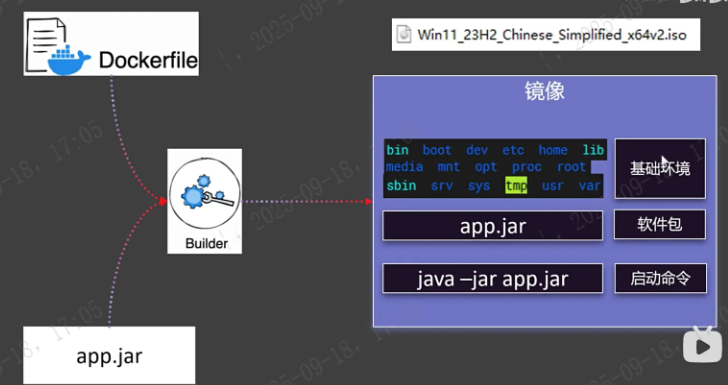 Dockerfile
Win11_23H2_Chinese_Simplified_x64v2.iso
镜像
bin boot dev etc home lib
media mnt opt proc root
sbin srv sys tmp usr var
基础环境
Builder
app.jar
软件包
java –jar app.jar
启动命令
app.jar